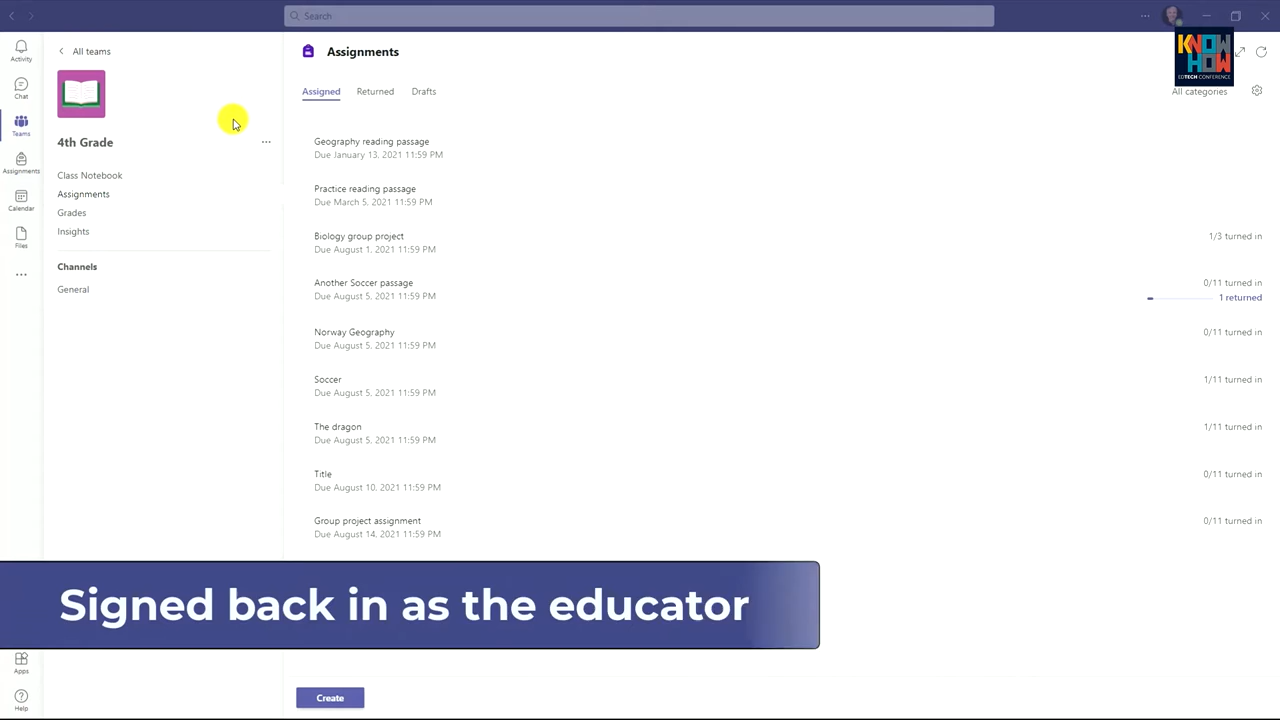 Search
Activity
Chat
Teams
Assignments
Calendar
Files
Apps
Help
All teams
4th Grade
Class Notebook
Assignments
Grades
Insights
Channels
General
Assignments
KNOW
HOW
EDTECH CONFERENCE
Assigned Returned Drafts
All categories
Geography reading passage
Due January 13, 2021 11:59 PM
Practice reading passage
Due March 5, 2021 11:59 PM
Biology group project 1/3 turned in
Due August 1, 2021 11:59 PM
Another Soccer passage 0/11 turned in
Due August 5, 2021 11:59 PM 1 returned
Norway Geography 0/11 turned in
Due August 5, 2021 11:59 PM
Soccer 1/11 turned in
Due August 5, 2021 11:59 PM
The dragon 1/11 turned in
Due August 5, 2021 11:59 PM
Title 0/11 turned in
Due August 10, 2021 11:59 PM
Group project assignment 0/11 turned in
Due August 14, 2021 11:59 PM
Signed back in as the educator
Create